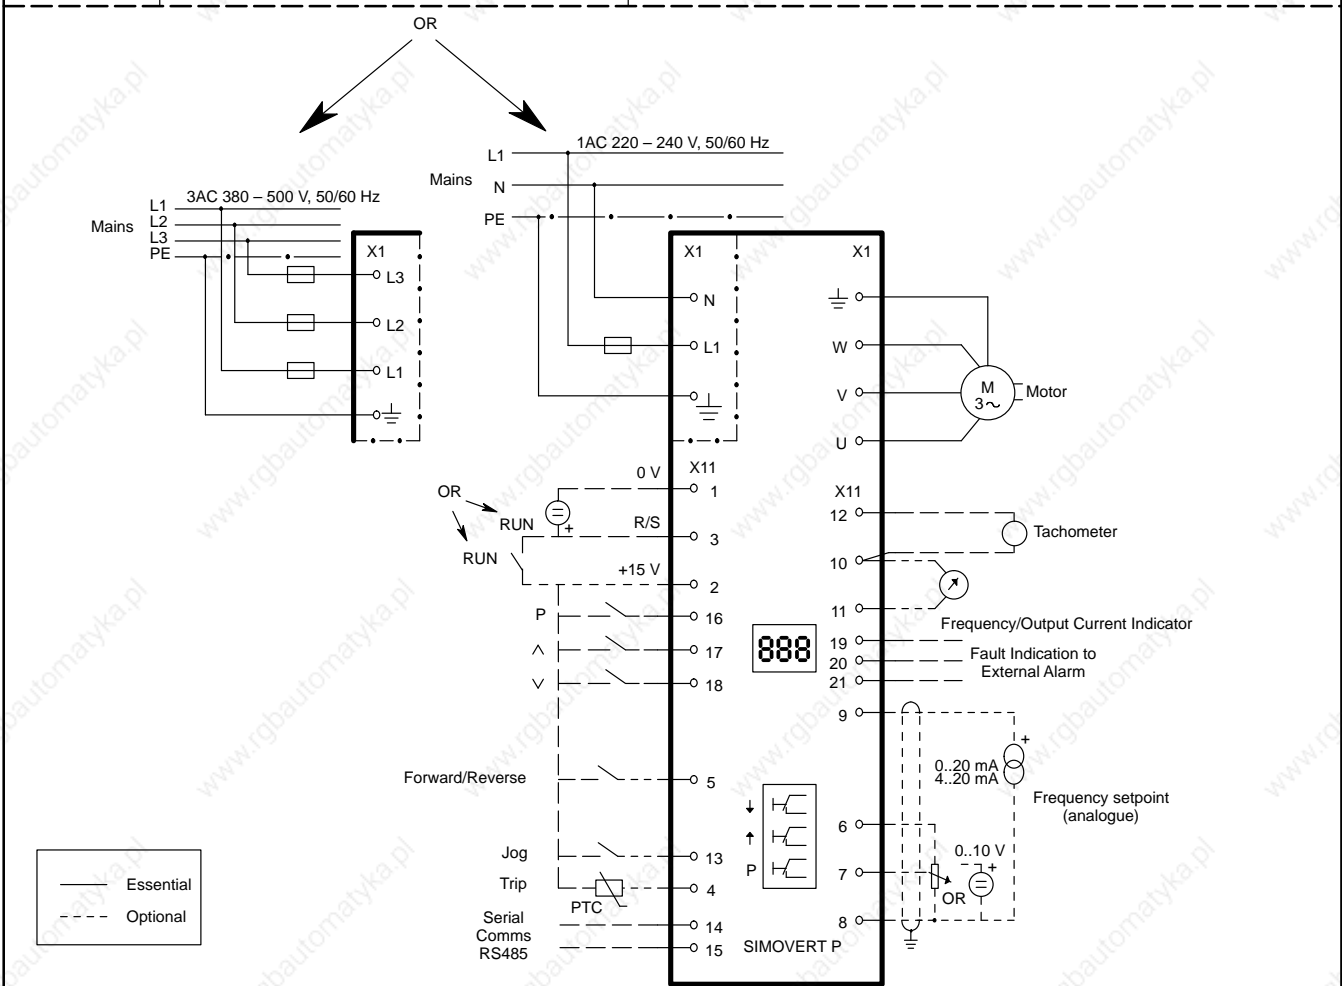 OR
1AC 220 – 240 V, 50/60 Hz
L1
Mains
N
PE
3AC 380 – 500 V, 50/60 Hz
L1
L2
L3
PE
Mains
X1
L3
L2
L1
X1
N
L1
X1
W
V
U
M
3~
Motor
X11
0 V
1
OR
RUN
+
R/S
3
RUN
+15 V
2
P
16
^
17
v
18
Forward/Reverse
5
Jog
13
Trip
PTC
4
Serial
Comms
RS485
14
15
888
P
SIMOVERT P
X11
12
Tachometer
10
11
Frequency/Output Current Indicator
19
20
21
Fault Indication to
External Alarm
9
+
0..20 mA
4..20 mA
Frequency setpoint
(analogue)
6
0..10 V
+
7
OR
8
Essential
Optional
www.rgbautomatyka.pl